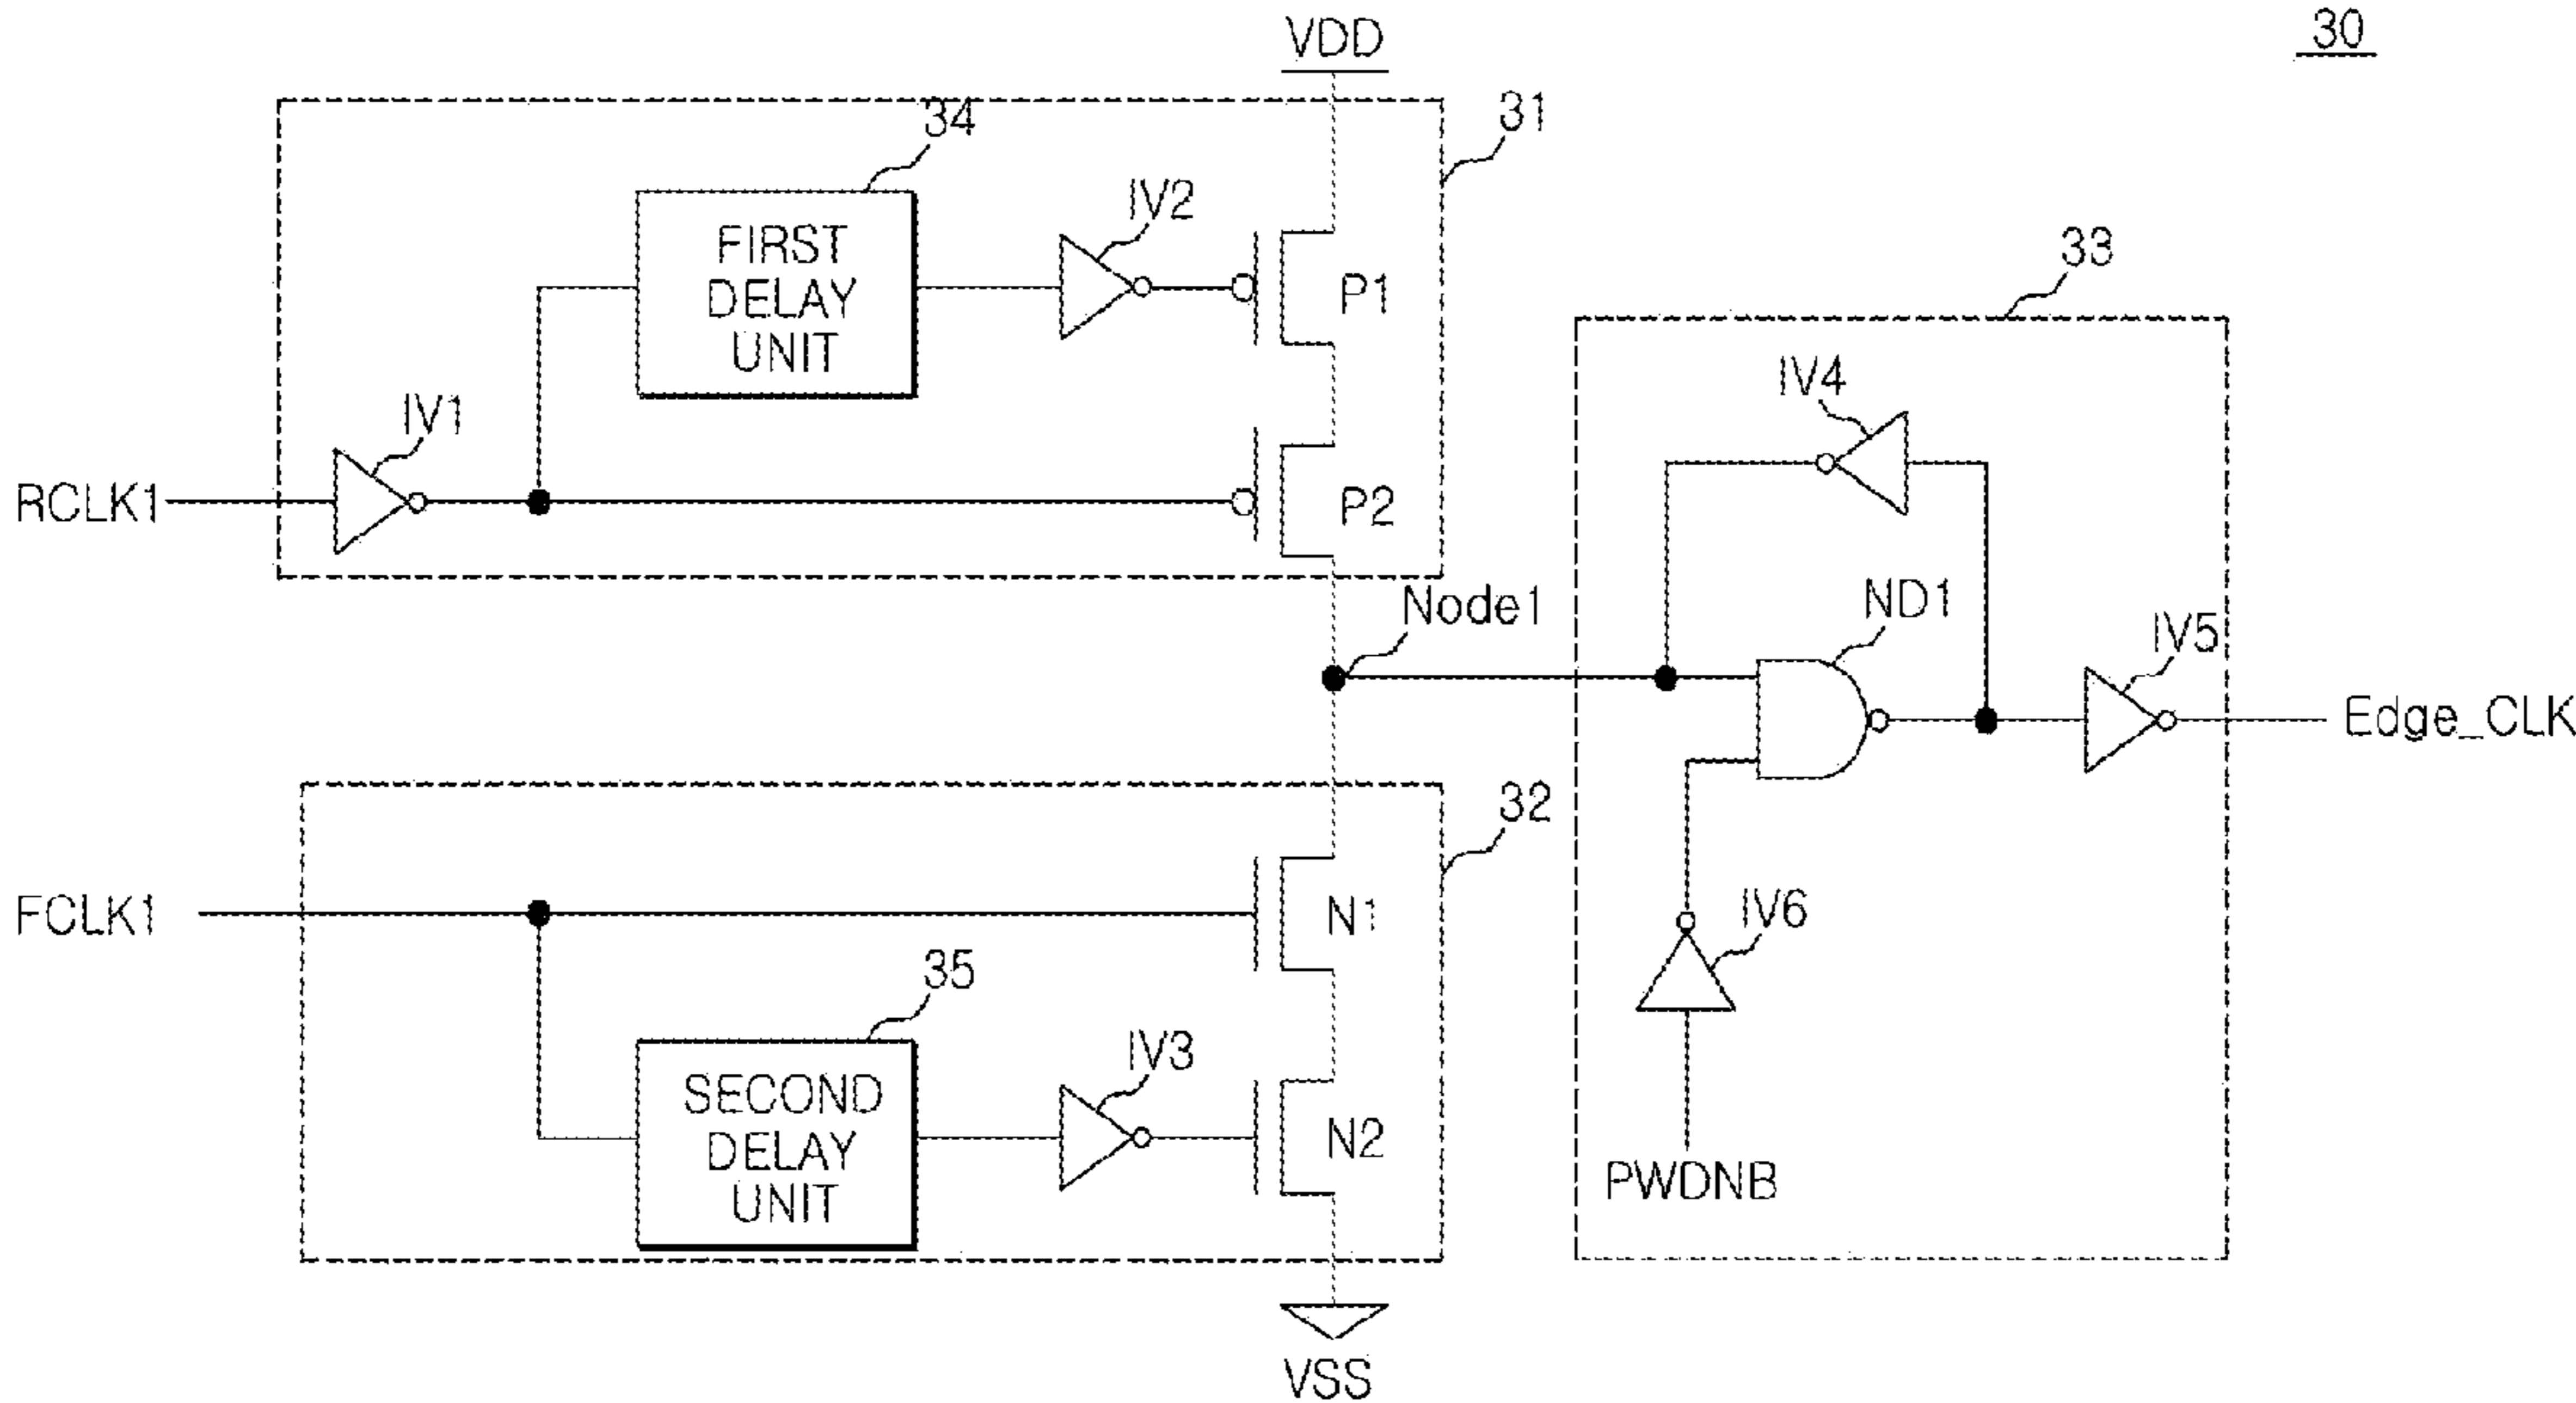 30
VDD
34
31
IV2
FIRST
DELAY
UNIT
P1
33
IV1
IV4
RCLK1
P2
Node1
ND1
IV5
Edge_CLK
32
FCLK1
N1
IV6
35
IV3
SECOND
DELAY
UNIT
N2
PWDNB
VSS